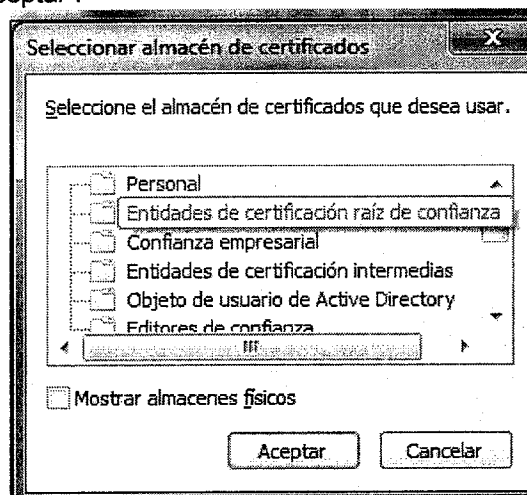 eptar".
Seleccionar almacén de certificados
Seleccione el almacén de certificados que desea usar.
Personal
Entidades de certificación raíz de confianza
Confianza empresarial
Entidades de certificación intermedias
Objeto de usuario de Active Directory
Editores de confianza
Mostrar almacenes físicos
Aceptar
Cancelar